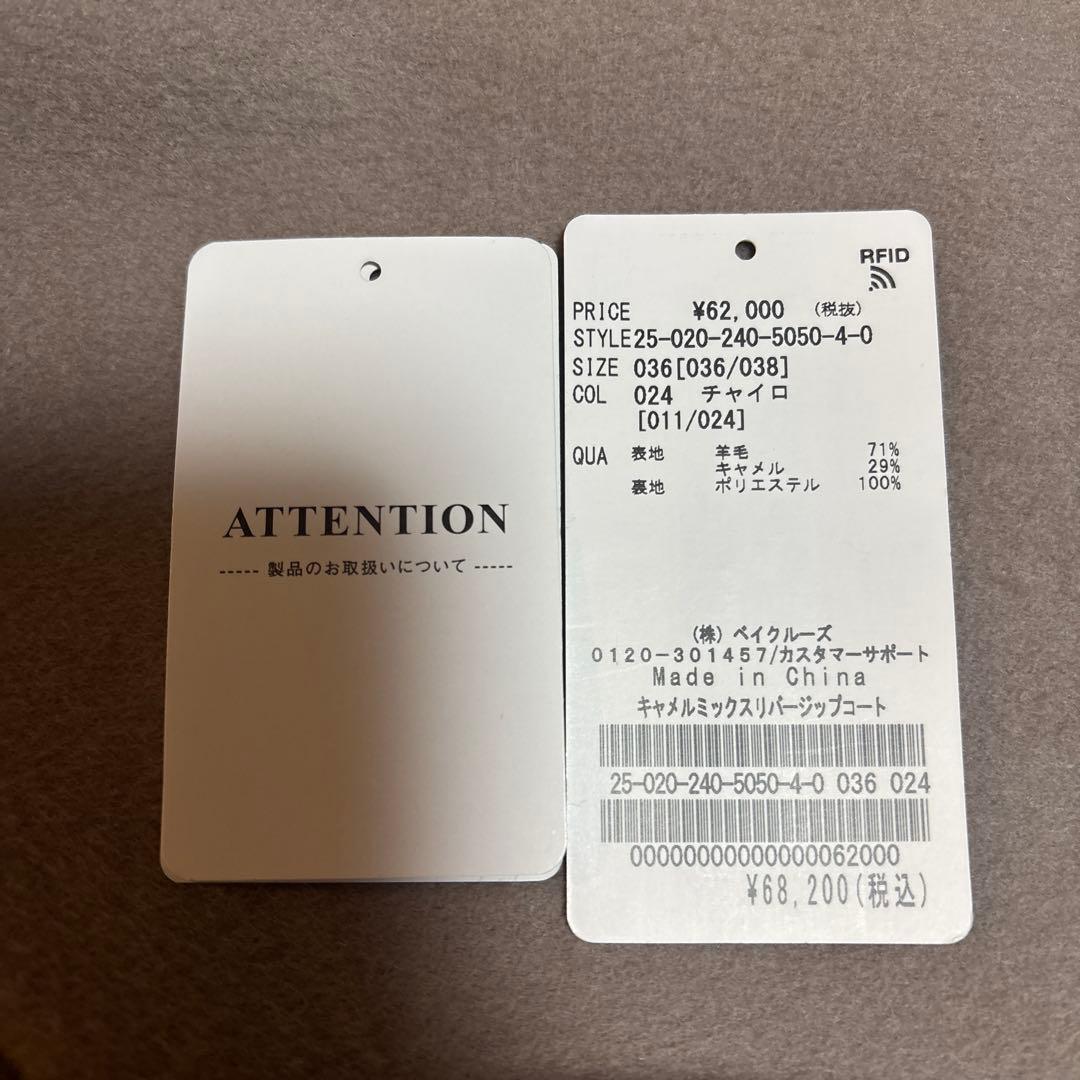 ATTENTION
----- 製品のお取扱いについて -----
RFID
PRICE ¥62,000 (税抜)
STYLE25-020-240-5050-4-0
SIZE 036[036/038]
COL 024 チャイロ
[011/024]
QUA 表地 羊毛 71%
キャメル 29%
裏地 ポリエステル 100%
(株) ベイクルーズ
0120-301457/カスタマーサポート
Made in China
キャメルミックスリバージップコート
25-020-240-5050-4-0 036 024
00000000000000062000
¥68,200(税込)